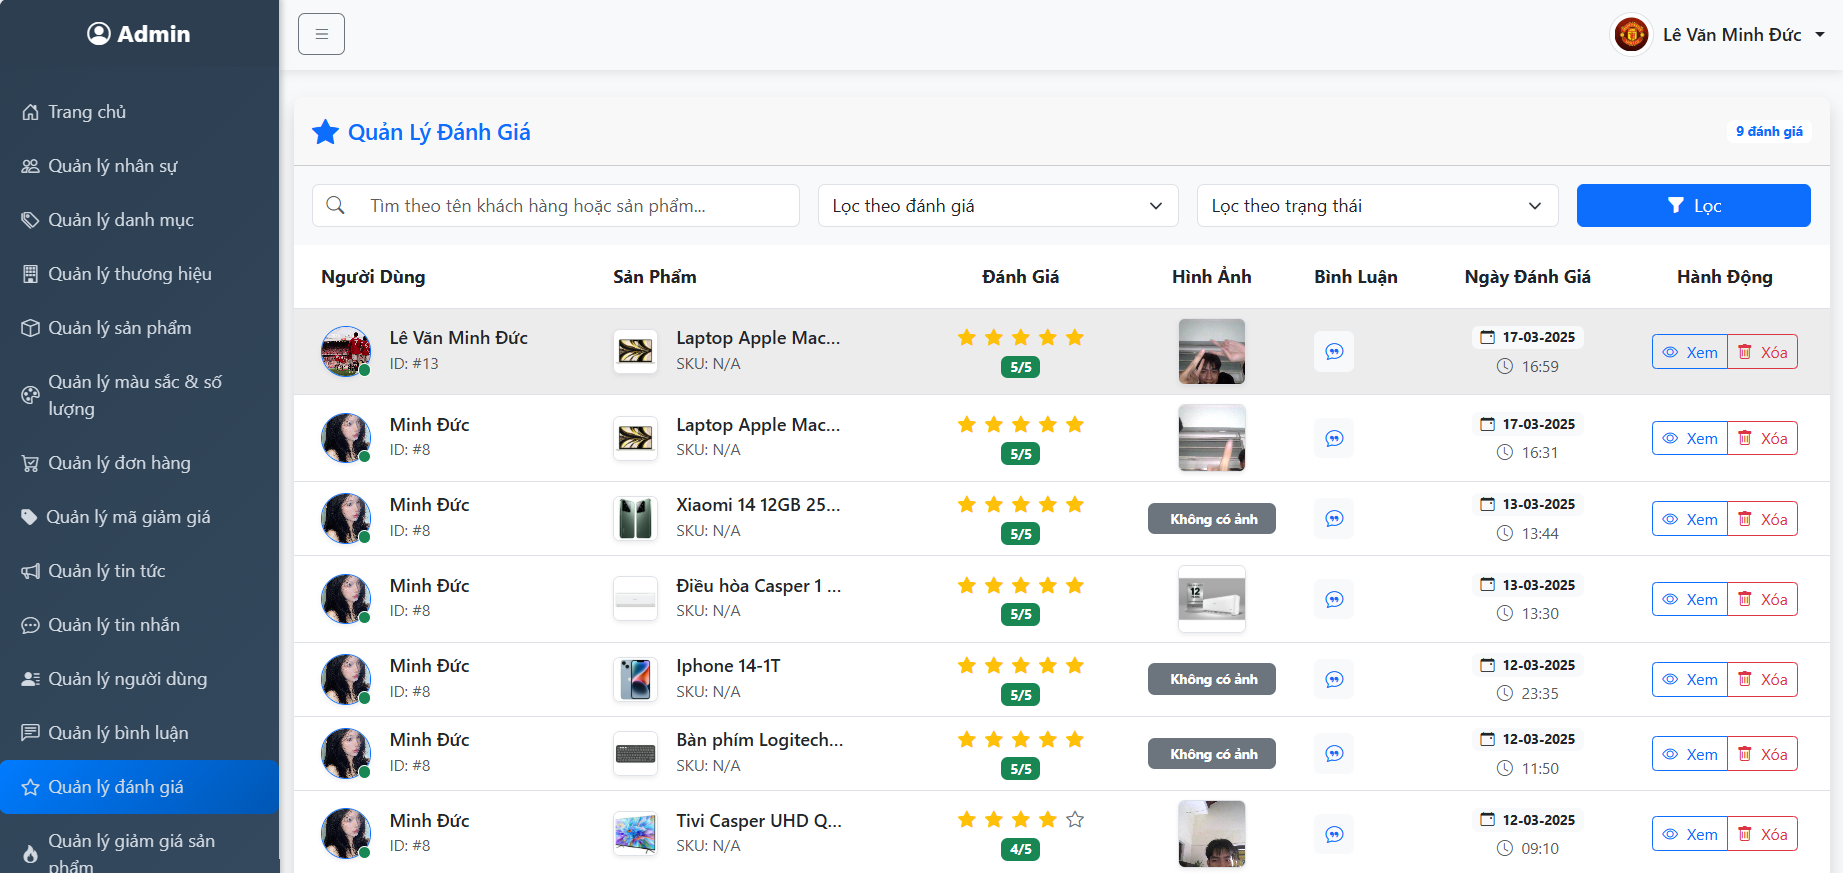 Admin
Lê Văn Minh Đức
Trang chủ
Quản lý nhân sự
Quản lý danh mục
Quản lý thương hiệu
Quản lý sản phẩm
Quản lý màu sắc & số
lượng
Quản lý đơn hàng
Quản lý mã giảm giá
Quản lý tin tức
Quản lý tin nhắn
Quản lý người dùng
Quản lý bình luận
Quản lý đánh giá
Quản lý giảm giá sản
phẩm
Quản Lý Đánh Giá
9 đánh giá
Tìm theo tên khách hàng hoặc sản phẩm...
Lọc theo đánh giá
Lọc theo trạng thái
Lọc
Người Dùng Sản Phẩm Đánh Giá Hình Ảnh Bình Luận Ngày Đánh Giá Hành Động
Lê Văn Minh Đức Laptop Apple Mac... 17-03-2025
ID: #13 SKU: N/A 5/5 16:59 Xem Xóa
Minh Đức Laptop Apple Mac... 17-03-2025
ID: #8 SKU: N/A 5/5 16:31 Xem Xóa
Minh Đức Xiaomi 14 12GB 25... 13-03-2025
ID: #8 SKU: N/A 5/5 Không có ảnh 13:44 Xem Xóa
Minh Đức Điều hòa Casper 1 ... 13-03-2025
ID: #8 SKU: N/A 5/5 12 13:30 Xem Xóa
Minh Đức Iphone 14-1T 12-03-2025
ID: #8 SKU: N/A 5/5 Không có ảnh 23:35 Xem Xóa
Minh Đức Bàn phím Logitech... 12-03-2025
ID: #8 SKU: N/A 5/5 Không có ảnh 11:50 Xem Xóa
Minh Đức Tivi Casper UHD Q... 12-03-2025
ID: #8 SKU: N/A 4/5 09:10 Xem Xóa